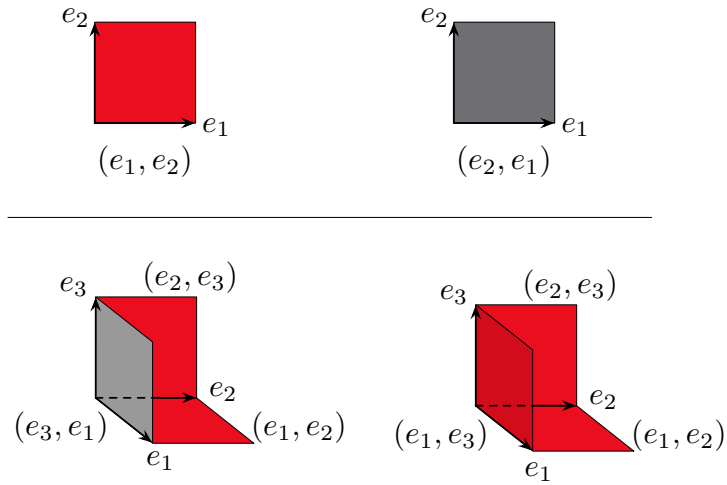 e₂ e₂
e₁ e₁
(e₁, e₂) (e₂, e₁)
e₃ (e₂, e₃) e₃ (e₂, e₃)
e₂ e₂
(e₃, e₁) (e₁, e₂) (e₁, e₃) (e₁, e₂)
e₁ e₁